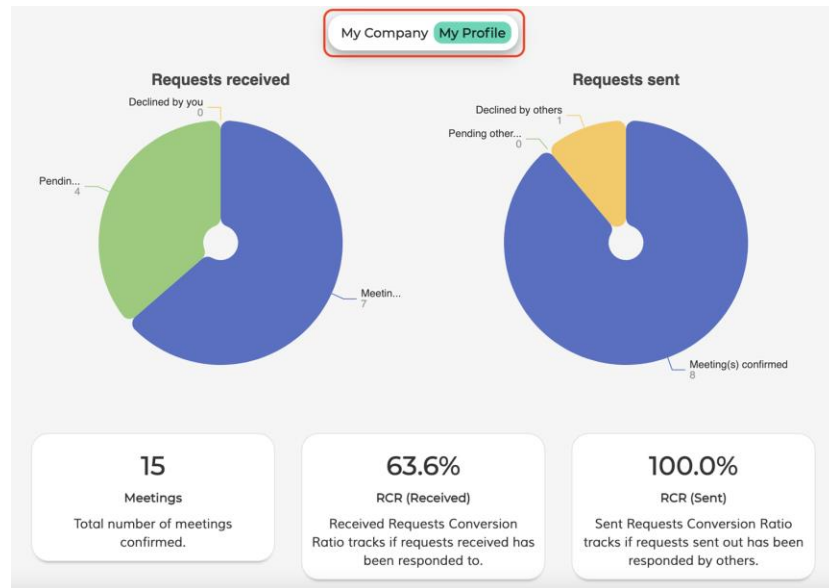 My Company My Profile
Requests received
Declined by you
0
Pendin...
4
Meetin...
7
Requests sent
Declined by others
1
Pending other...
0
Meeting(s) confirmed
8
15
Meetings
Total number of meetings
confirmed.
63.6%
RCR (Received)
Received Requests Conversion
Ratio tracks if requests received has
been responded to.
100.0%
RCR (Sent)
Sent Requests Conversion Ratio
tracks if requests sent out has been
responded by others.